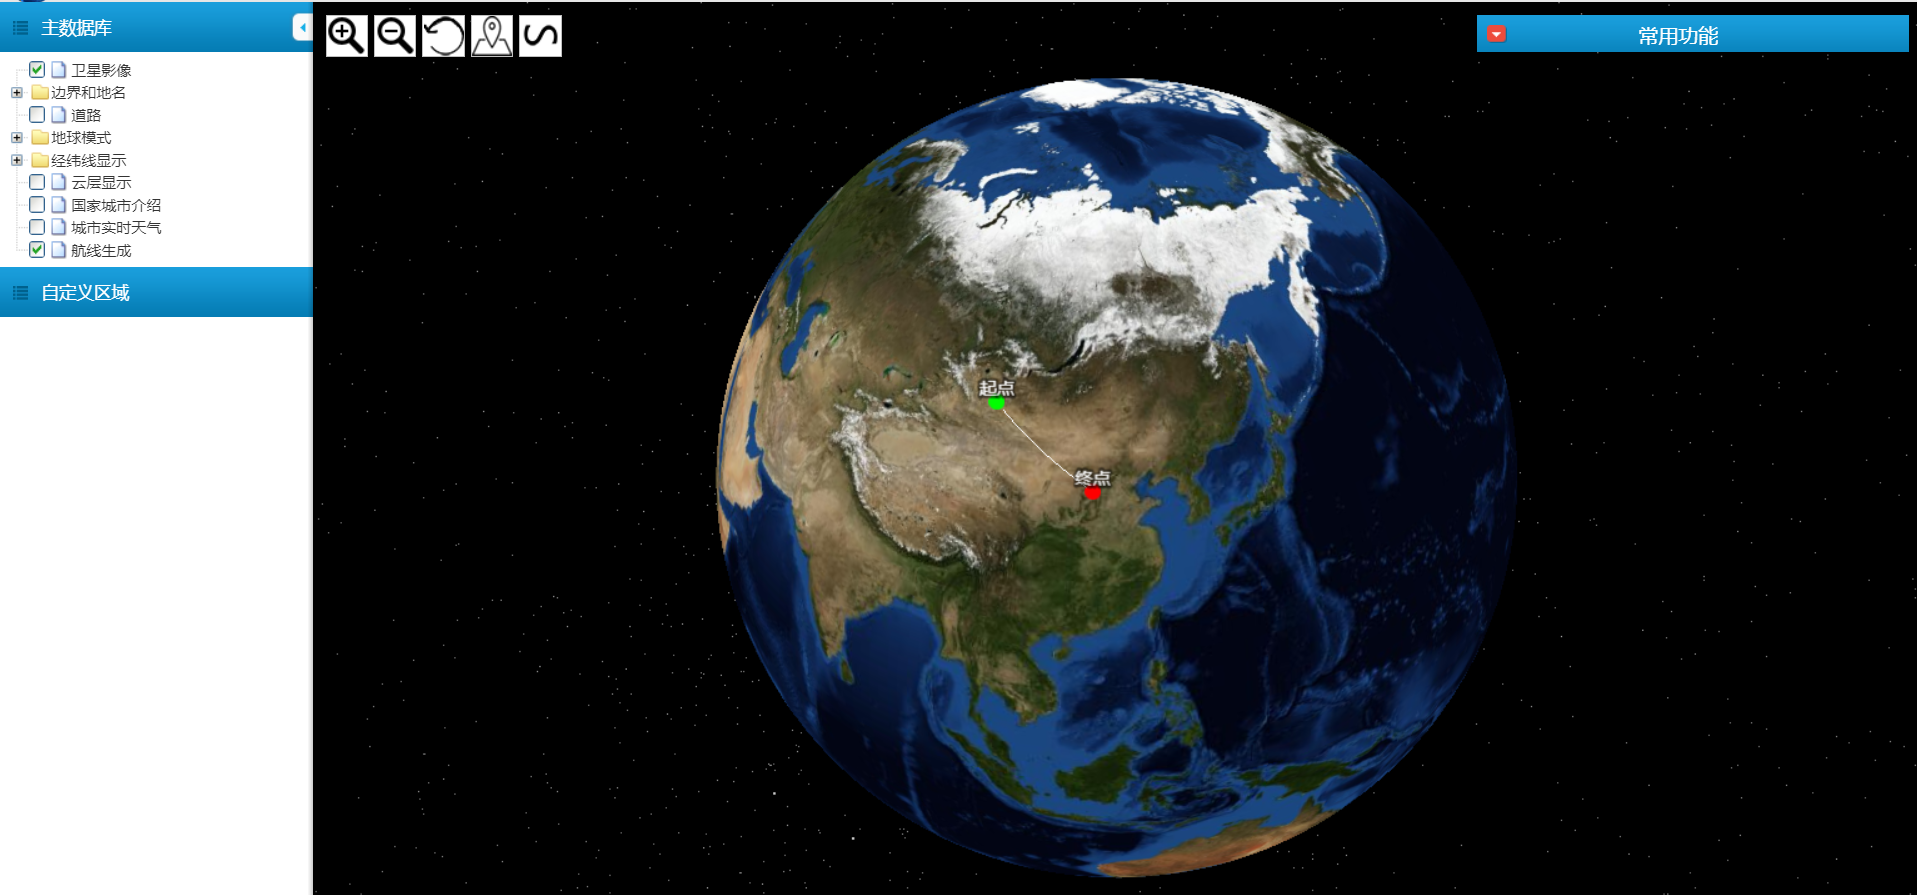 主数据库
卫星影像
边界和地名
道路
地球模式
经纬线显示
云层显示
国家城市介绍
城市实时天气
航线生成
自定义区域
常用功能
起点
终点